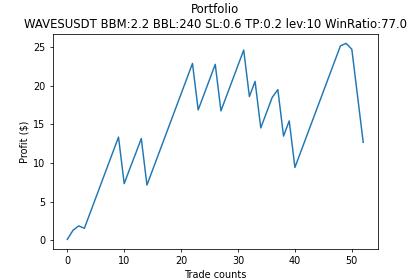 Portfolio
WAVESUSDT BBM:2.2 BBL:240 SL:0.6 TP:0.2 lev:10 WinRatio:77.0
25
20
15
10
5
0
Profit ($)
0 10 20 30 40 50
Trade counts